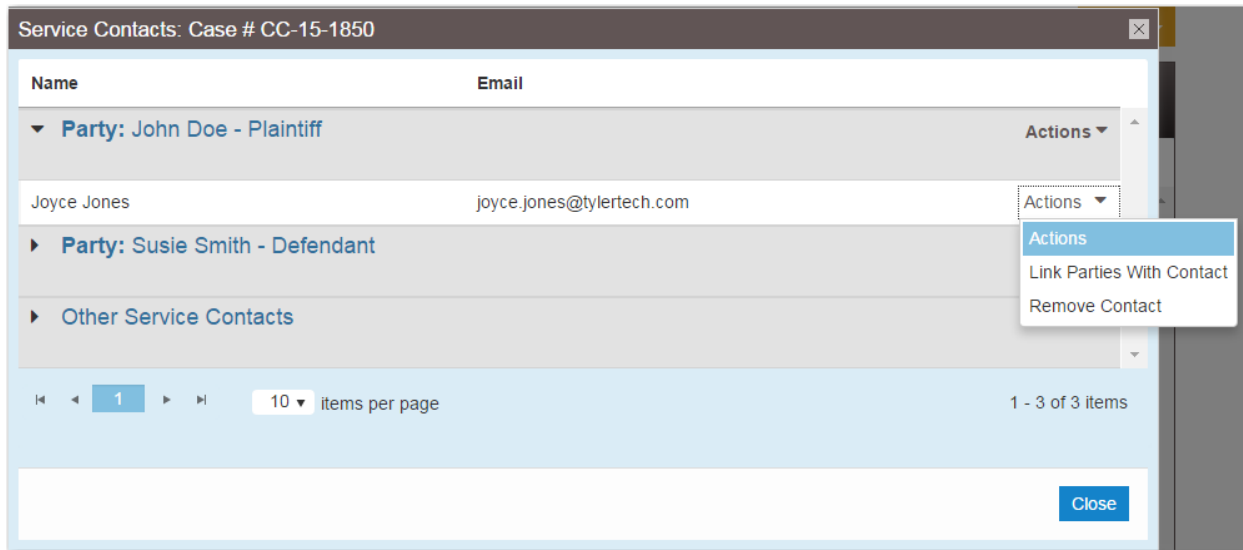 Service Contacts: Case # CC-15-1850
Name Email
Party: John Doe - Plaintiff Actions
Joyce Jones joyce.jones@tylertech.com Actions
Actions
Party: Susie Smith - Defendant
Link Parties With Contact
Remove Contact
Other Service Contacts
1 10 items per page 1 - 3 of 3 items
Close